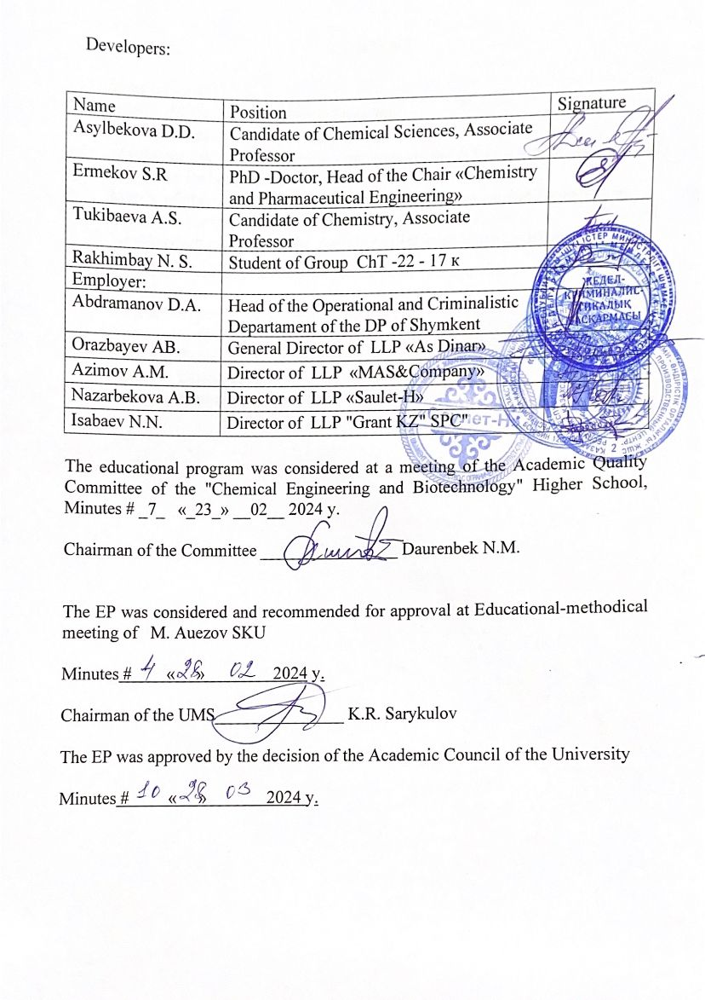 Developers:
Name Position Signature
Asylbekova D.D. Candidate of Chemical Sciences, Associate
Professor
Ermekov S.R PhD -Doctor, Head of the Chair «Chemistry
and Pharmaceutical Engineering»
Tukibaeva A.S. Candidate of Chemistry, Associate
Professor
Rakhimbay N. S. Student of Group ChT -22 - 17 к
Employer:
Abdramanov D.A. Head of the Operational and Criminalistic
Departament of the DP of Shymkent
Orazbayev AB. General Director of LLP «As Dinar»
Azimov A.M. Director of LLP «MAS&Company»
Nazarbekova A.B. Director of LLP «Saulet-H»
Isabaev N.N. Director of LLP "Grant KZ" SPC"
ЖЕДЕЛ-
КРИМИНАЛИС-
ТИКАЛЫҚ
БАСҚАРМАСЫ
The educational program was considered at a meeting of the Academic Quality
Committee of the "Chemical Engineering and Biotechnology" Higher School,
Minutes # _7_ «_23_» __02__ 2024 y.
Chairman of the Committee _______________ Daurenbek N.M.
The EP was considered and recommended for approval at Educational-methodical
meeting of M. Auezov SKU
Minutes # 4 «28» 02 2024 y.
Chairman of the UMS_______________ K.R. Sarykulov
The EP was approved by the decision of the Academic Council of the University
Minutes # 10 «28» 03 2024 y.